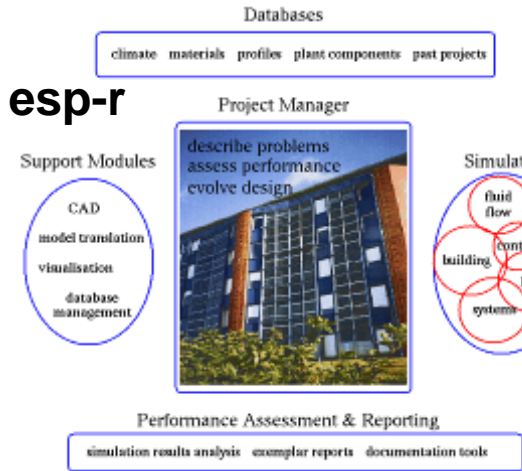 Databases
climate materials profiles plant components past projects
esp-r
Project Manager
describe problems
assess performance
evolve design
Support Modules
CAD
model translation
visualisation
database
management
Simulat
fluid
flow
building
systems
Performance Assessment & Reporting
simulation results analysis exemplar reports documentation tools